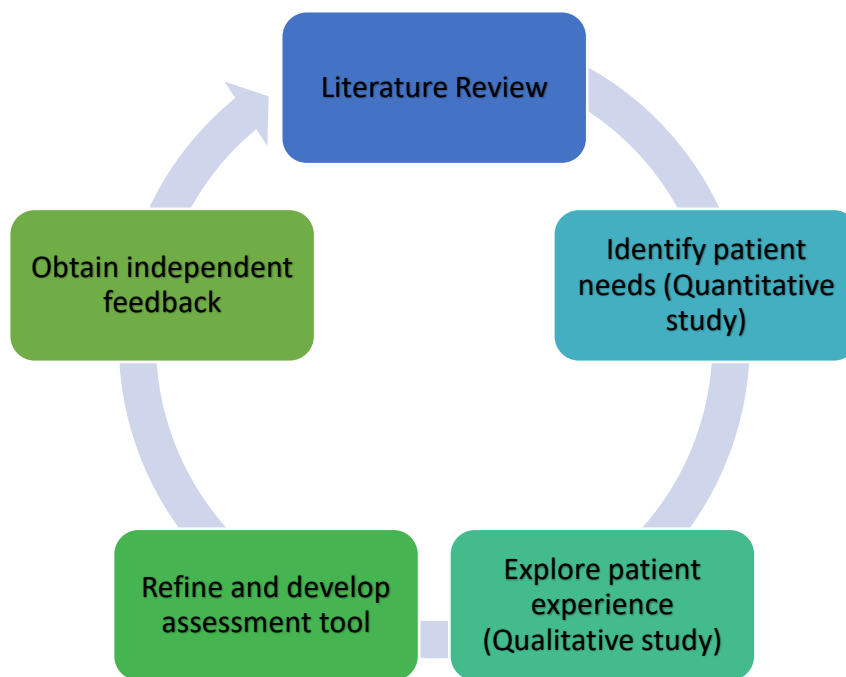 Literature Review
Identify patient
needs (Quantitative
study)
Explore patient
experience
(Qualitative study)
Refine and develop
assessment tool
Obtain independent
feedback